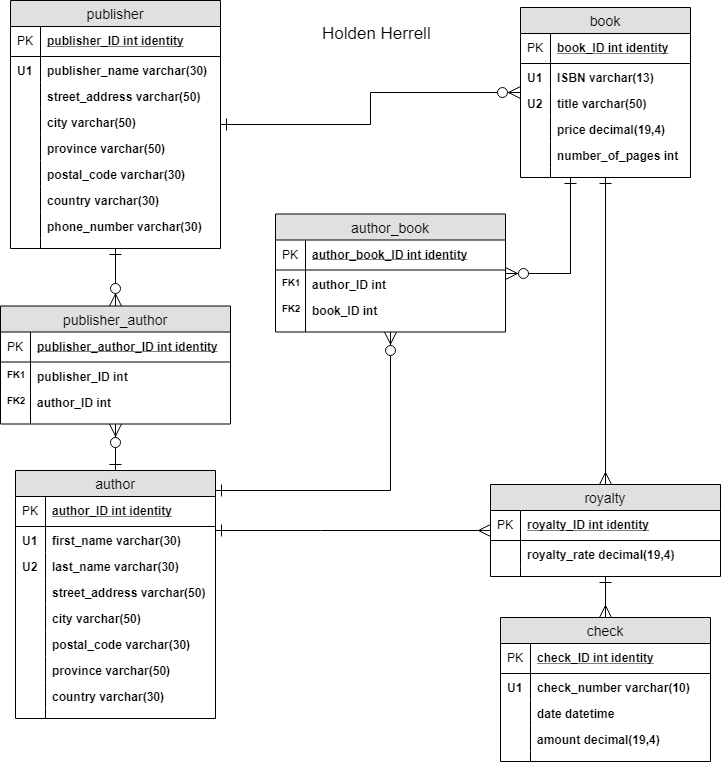 publisher
PK publisher_ID int identity
U1 publisher_name varchar(30)
street_address varchar(50)
city varchar(50)
province varchar(50)
postal_code varchar(30)
country varchar(30)
phone_number varchar(30)
Holden Herrell
book
PK book_ID int identity
U1 ISBN varchar(13)
U2 title varchar(50)
price decimal(19,4)
number_of_pages int
author_book
PK author_book_ID int identity
FK1 author_ID int
FK2 book_ID int
publisher_author
PK publisher_author_ID int identity
FK1 publisher_ID int
FK2 author_ID int
author
PK author_ID int identity
U1 first_name varchar(30)
U2 last_name varchar(30)
street_address varchar(50)
city varchar(50)
postal_code varchar(30)
province varchar(50)
country varchar(30)
royalty
PK royalty_ID int identity
royalty_rate decimal(19,4)
check
PK check_ID int identity
U1 check_number varchar(10)
date datetime
amount decimal(19,4)